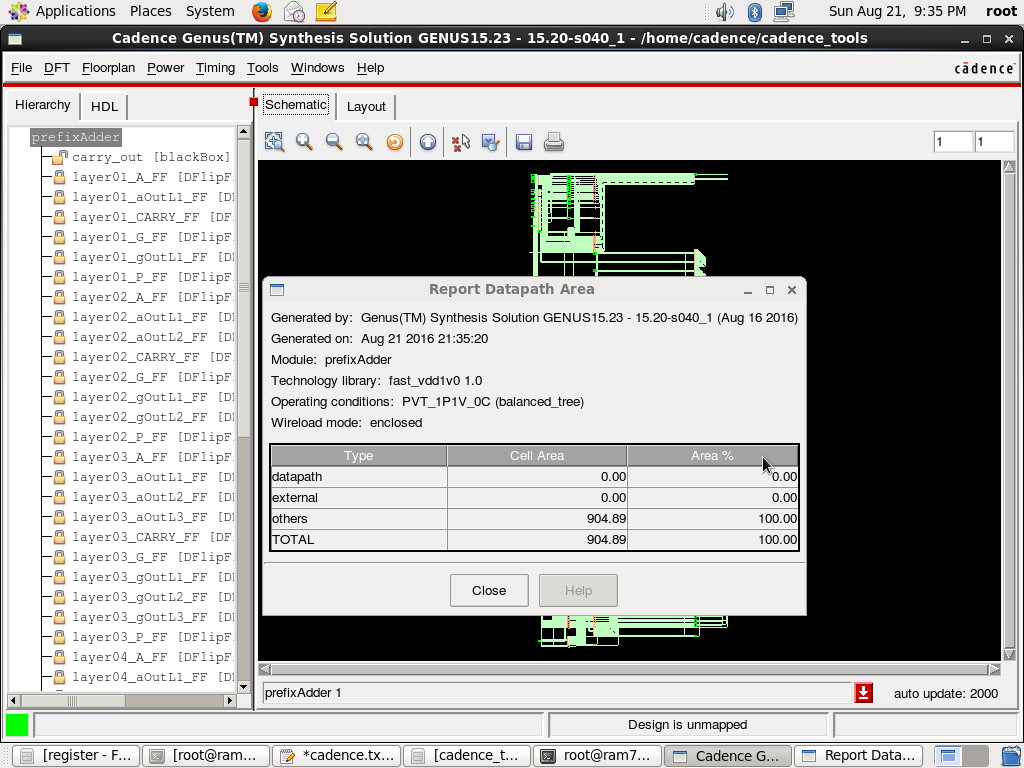 Applications Places System Sun Aug 21, 9:35 PM root
Cadence Genus(TM) Synthesis Solution GENUS15.23 - 15.20-s040_1 - /home/cadence/cadence_tools
File DFT Floorplan Power Timing Tools Windows Help cādence
Hierarchy HDL
Schematic Layout
1 1
prefixAdder
carry_out [blackBox]
layer01_A_FF [DFlipF
layer01_aOutL1_FF [D
layer01_CARRY_FF [DF
layer01_G_FF [DFlipF
layer01_gOutL1_FF [D
layer01_P_FF [DFlipF
layer02_A_FF [DFlipF
layer02_aOutL1_FF [D
layer02_aOutL2_FF [D
layer02_CARRY_FF [DF
layer02_G_FF [DFlipF
layer02_gOutL1_FF [D
layer02_gOutL2_FF [D
layer02_P_FF [DFlipF
layer03_A_FF [DFlipF
layer03_aOutL1_FF [D
layer03_aOutL2_FF [D
layer03_aOutL3_FF [D
layer03_CARRY_FF [DF
layer03_G_FF [DFlipF
layer03_gOutL1_FF [D
layer03_gOutL2_FF [D
layer03_gOutL3_FF [D
layer03_P_FF [DFlipF
layer04_A_FF [DFlipF
layer04_aOutL1_FF [D
Report Datapath Area
Generated by: Genus(TM) Synthesis Solution GENUS15.23 - 15.20-s040_1 (Aug 16 2016)
Generated on: Aug 21 2016 21:35:20
Module: prefixAdder
Technology library: fast_vdd1v0 1.0
Operating conditions: PVT_1P1V_0C (balanced_tree)
Wireload mode: enclosed
Type Cell Area Area %
datapath 0.00 0.00
external 0.00 0.00
others 904.89 100.00
TOTAL 904.89 100.00
Close Help
prefixAdder 1 auto update: 2000
Design is unmapped
[register - F... [root@ram... *cadence.tx... [cadence_t... root@ram7... Cadence G... Report Data...